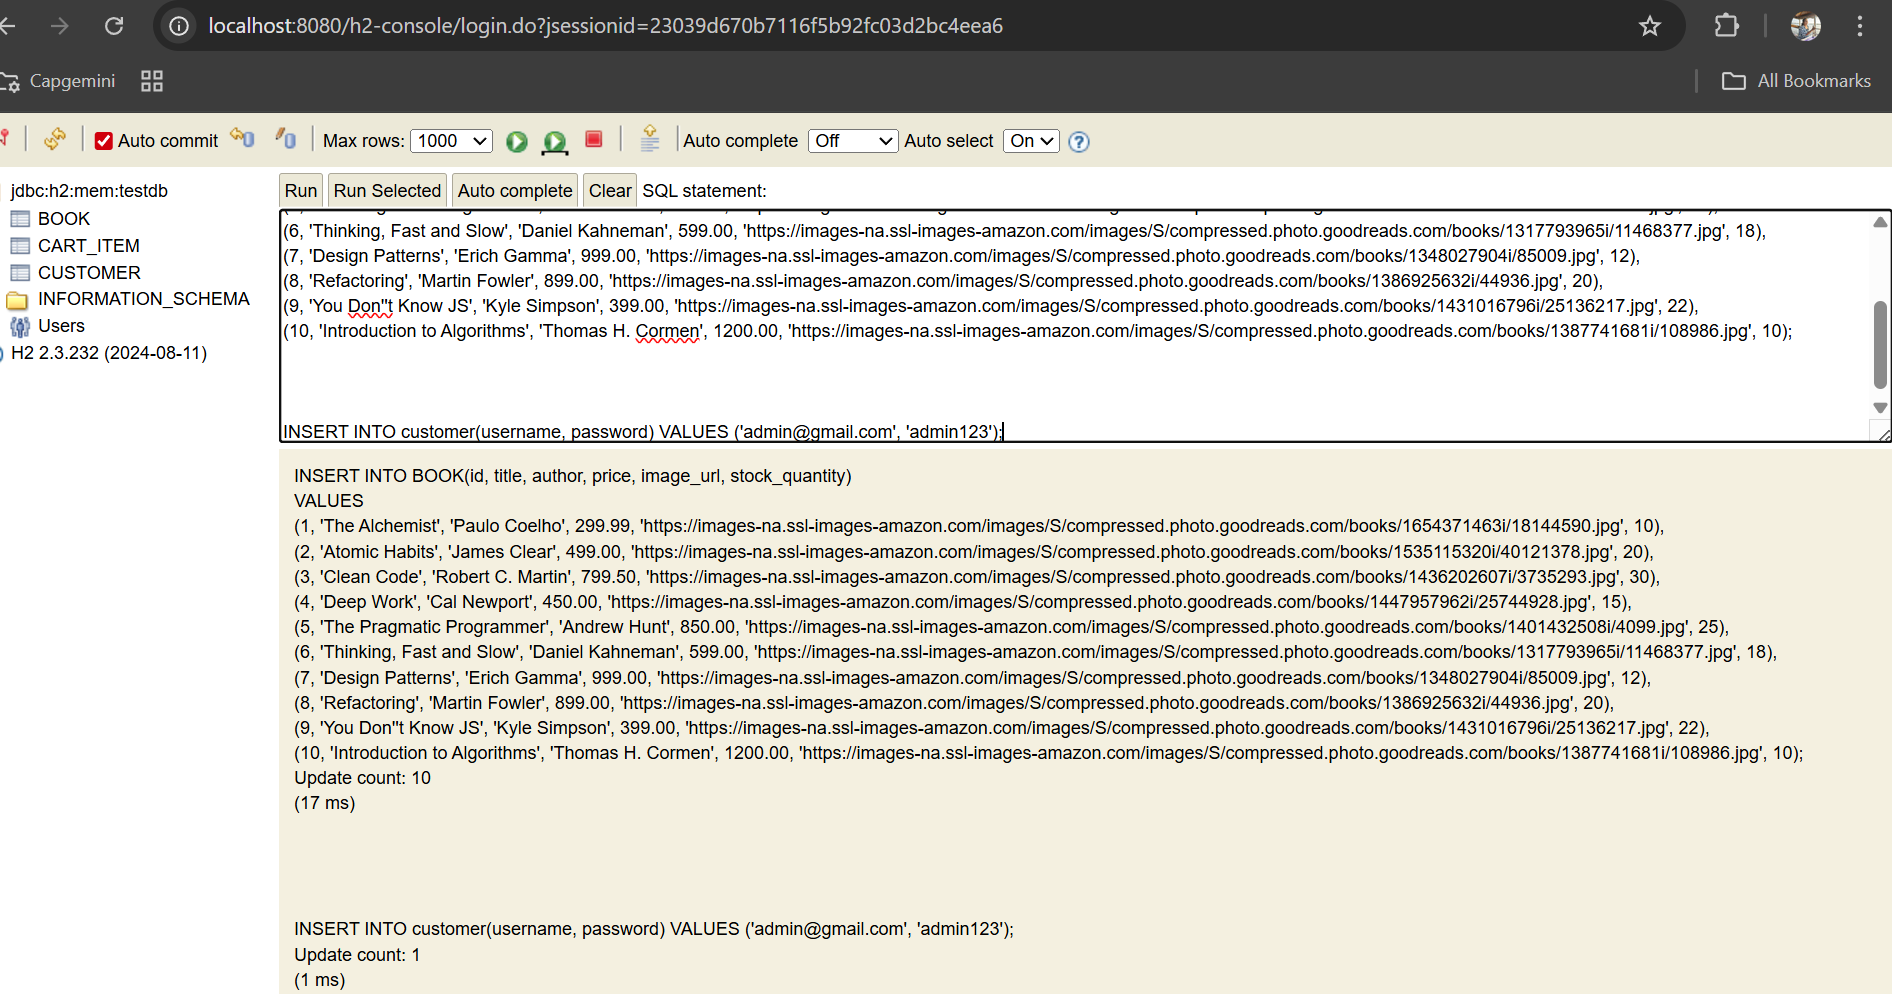 localhost:8080/h2-console/login.do?jsessionid=23039d670b7116f5b92fc03d2bc4eea6
Capgemini
All Bookmarks
Auto commit
Max rows: 1000
Auto complete Off
Auto select On
jdbc:h2:mem:testdb
BOOK
CART_ITEM
CUSTOMER
INFORMATION_SCHEMA
Users
H2 2.3.232 (2024-08-11)
Run Run Selected Auto complete Clear SQL statement:
(6, 'Thinking, Fast and Slow', 'Daniel Kahneman', 599.00, 'https://images-na.ssl-images-amazon.com/images/S/compressed.photo.goodreads.com/books/1317793965i/11468377.jpg', 18),
(7, 'Design Patterns', 'Erich Gamma', 999.00, 'https://images-na.ssl-images-amazon.com/images/S/compressed.photo.goodreads.com/books/1348027904i/85009.jpg', 12),
(8, 'Refactoring', 'Martin Fowler', 899.00, 'https://images-na.ssl-images-amazon.com/images/S/compressed.photo.goodreads.com/books/1386925632i/44936.jpg', 20),
(9, 'You Don''t Know JS', 'Kyle Simpson', 399.00, 'https://images-na.ssl-images-amazon.com/images/S/compressed.photo.goodreads.com/books/1431016796i/25136217.jpg', 22),
(10, 'Introduction to Algorithms', 'Thomas H. Cormen', 1200.00, 'https://images-na.ssl-images-amazon.com/images/S/compressed.photo.goodreads.com/books/1387741681i/108986.jpg', 10);
INSERT INTO customer(username, password) VALUES ('admin@gmail.com', 'admin123');
INSERT INTO BOOK(id, title, author, price, image_url, stock_quantity)
VALUES
(1, 'The Alchemist', 'Paulo Coelho', 299.99, 'https://images-na.ssl-images-amazon.com/images/S/compressed.photo.goodreads.com/books/1654371463i/18144590.jpg', 10),
(2, 'Atomic Habits', 'James Clear', 499.00, 'https://images-na.ssl-images-amazon.com/images/S/compressed.photo.goodreads.com/books/1535115320i/40121378.jpg', 20),
(3, 'Clean Code', 'Robert C. Martin', 799.50, 'https://images-na.ssl-images-amazon.com/images/S/compressed.photo.goodreads.com/books/1436202607i/3735293.jpg', 30),
(4, 'Deep Work', 'Cal Newport', 450.00, 'https://images-na.ssl-images-amazon.com/images/S/compressed.photo.goodreads.com/books/1447957962i/25744928.jpg', 15),
(5, 'The Pragmatic Programmer', 'Andrew Hunt', 850.00, 'https://images-na.ssl-images-amazon.com/images/S/compressed.photo.goodreads.com/books/1401432508i/4099.jpg', 25),
(6, 'Thinking, Fast and Slow', 'Daniel Kahneman', 599.00, 'https://images-na.ssl-images-amazon.com/images/S/compressed.photo.goodreads.com/books/1317793965i/11468377.jpg', 18),
(7, 'Design Patterns', 'Erich Gamma', 999.00, 'https://images-na.ssl-images-amazon.com/images/S/compressed.photo.goodreads.com/books/1348027904i/85009.jpg', 12),
(8, 'Refactoring', 'Martin Fowler', 899.00, 'https://images-na.ssl-images-amazon.com/images/S/compressed.photo.goodreads.com/books/1386925632i/44936.jpg', 20),
(9, 'You Don''t Know JS', 'Kyle Simpson', 399.00, 'https://images-na.ssl-images-amazon.com/images/S/compressed.photo.goodreads.com/books/1431016796i/25136217.jpg', 22),
(10, 'Introduction to Algorithms', 'Thomas H. Cormen', 1200.00, 'https://images-na.ssl-images-amazon.com/images/S/compressed.photo.goodreads.com/books/1387741681i/108986.jpg', 10);
Update count: 10
(17 ms)
INSERT INTO customer(username, password) VALUES ('admin@gmail.com', 'admin123');
Update count: 1
(1 ms)